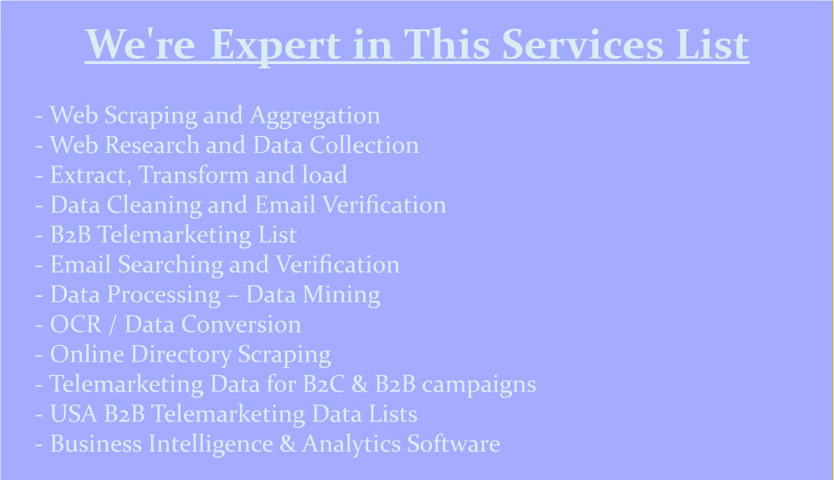 We're Expert in This Services List
- Web Scraping and Aggregation
- Web Research and Data Collection
- Extract, Transform and load
- Data Cleaning and Email Verification
- B2B Telemarketing List
- Email Searching and Verification
- Data Processing – Data Mining
- OCR / Data Conversion
- Online Directory Scraping
- Telemarketing Data for B2C & B2B campaigns
- USA B2B Telemarketing Data Lists
- Business Intelligence & Analytics Software